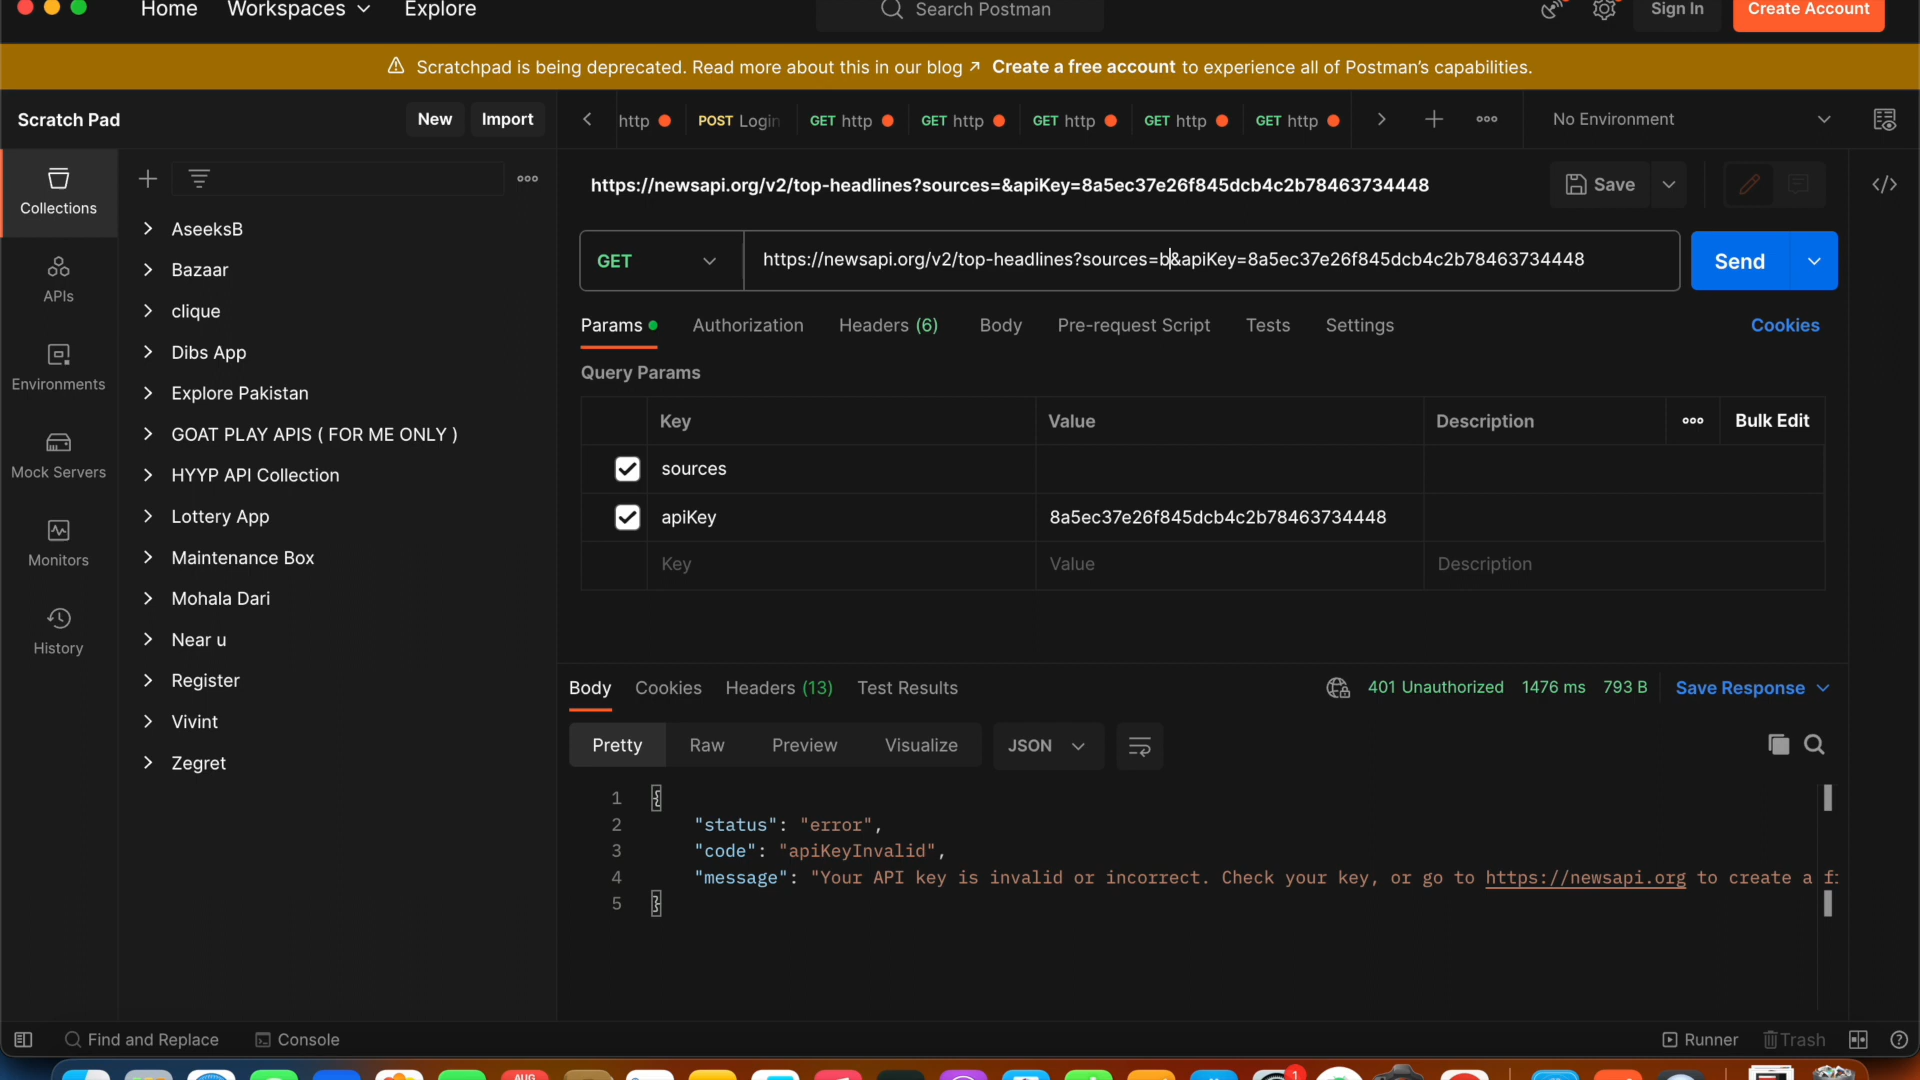 Home Workspaces Explore Search Postman Sign In Create Account
Scratchpad is being deprecated. Read more about this in our blog ↗ Create a free account to experience all of Postman's capabilities.
Scratch Pad New Import http POST Login GET http GET http GET http GET http GET http No Environment
https://newsapi.org/v2/top-headlines?sources=&apiKey=8a5ec37e26f845dcb4c2b78463734448 Save
Collections
APIs
Environments
Mock Servers
Monitors
History
AseeksB
Bazaar
clique
Dibs App
Explore Pakistan
GOAT PLAY APIS ( FOR ME ONLY )
HYYP API Collection
Lottery App
Maintenance Box
Mohala Dari
Near u
Register
Vivint
Zegret
GET https://newsapi.org/v2/top-headlines?sources=b&apiKey=8a5ec37e26f845dcb4c2b78463734448 Send
Params Authorization Headers (6) Body Pre-request Script Tests Settings Cookies
Query Params
Key Value Description Bulk Edit
sources
apiKey 8a5ec37e26f845dcb4c2b78463734448
Key Value Description
Body Cookies Headers (13) Test Results 401 Unauthorized 1476 ms 793 B Save Response
Pretty Raw Preview Visualize JSON
1 {
2 "status": "error",
3 "code": "apiKeyInvalid",
4 "message": "Your API key is invalid or incorrect. Check your key, or go to https://newsapi.org to create a
5 }
Find and Replace Console Runner Trash
AUG 1